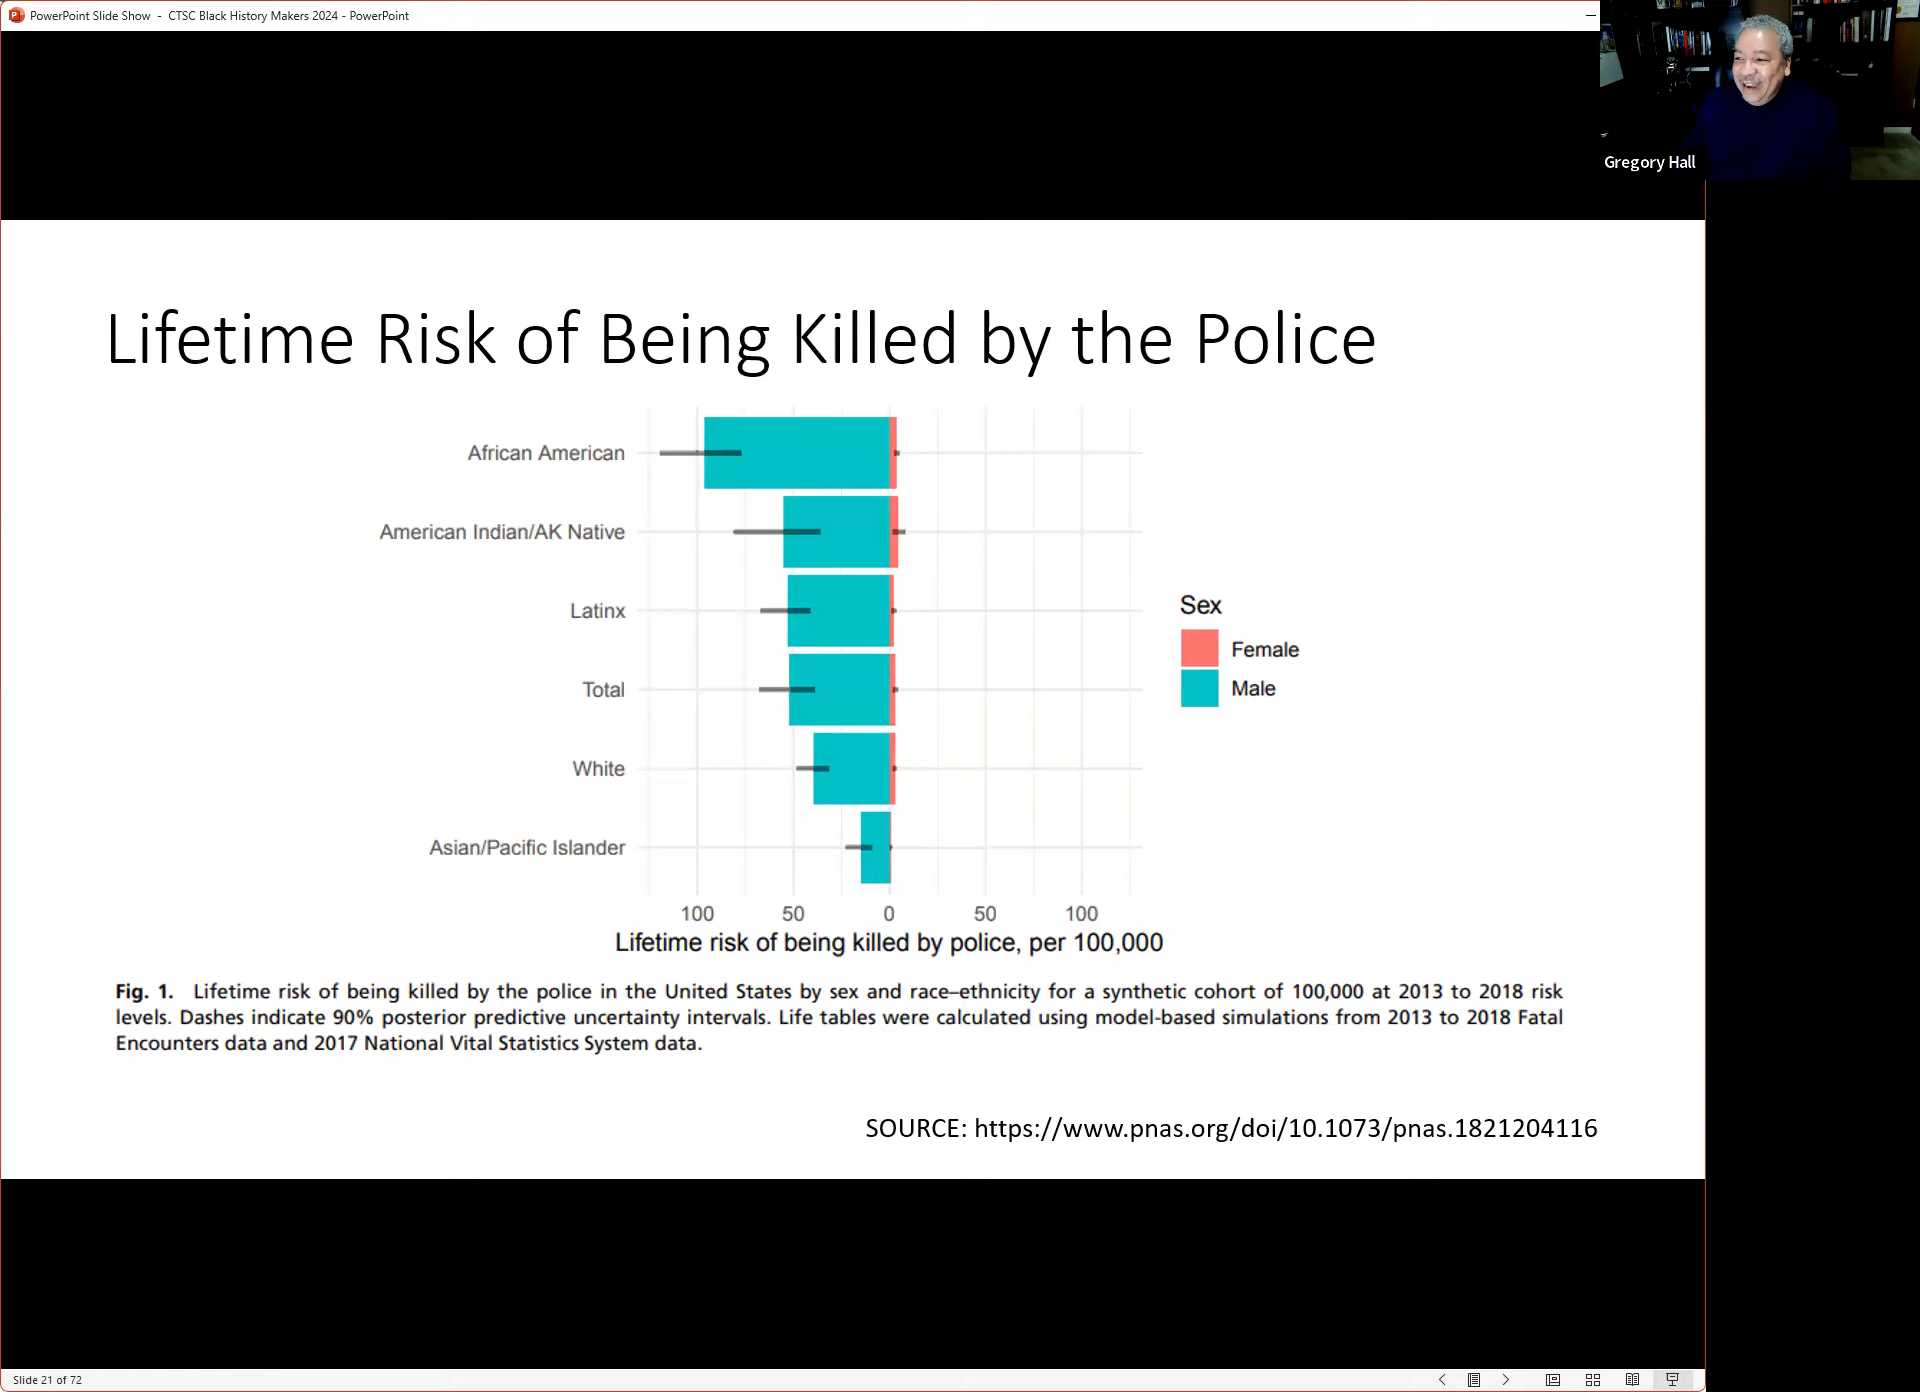 PowerPoint Slide Show - CTSC Black History Makers 2024 - PowerPoint
Gregory Hall
Lifetime Risk of Being Killed by the Police
African American
American Indian/AK Native
Latinx
Total
White
Asian/Pacific Islander
100 50 0 50 100
Lifetime risk of being killed by police, per 100,000
Sex
Female
Male
Fig. 1. Lifetime risk of being killed by the police in the United States by sex and race–ethnicity for a synthetic cohort of 100,000 at 2013 to 2018 risk
levels. Dashes indicate 90% posterior predictive uncertainty intervals. Life tables were calculated using model-based simulations from 2013 to 2018 Fatal
Encounters data and 2017 National Vital Statistics System data.
SOURCE: https://www.pnas.org/doi/10.1073/pnas.1821204116
Slide 21 of 72